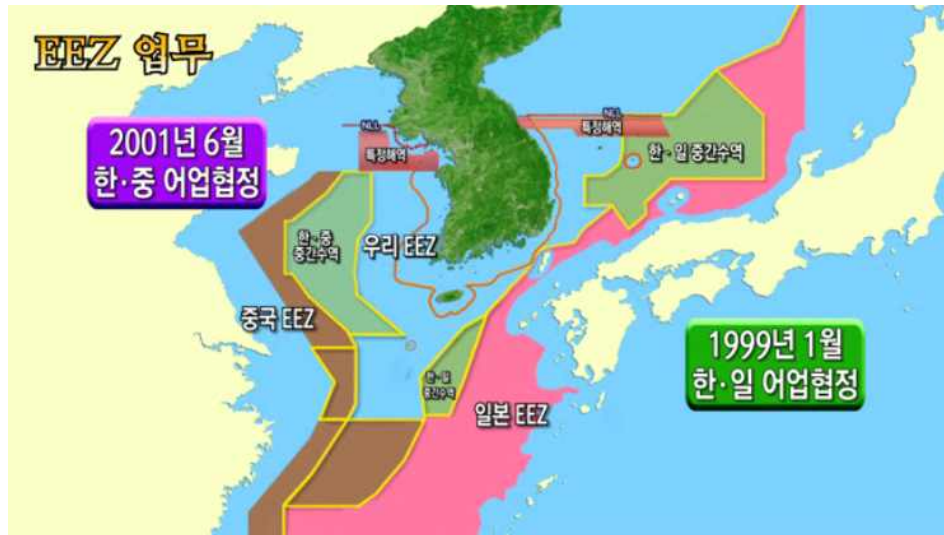 EEZ 업무
2001년 6월
한·중 어업협정
NLL
특정해역
NLL
특정해역
한·일 중간수역
한·중
중간수역
우리 EEZ
중국 EEZ
한·일
중간수역
일본 EEZ
1999년 1월
한·일 어업협정